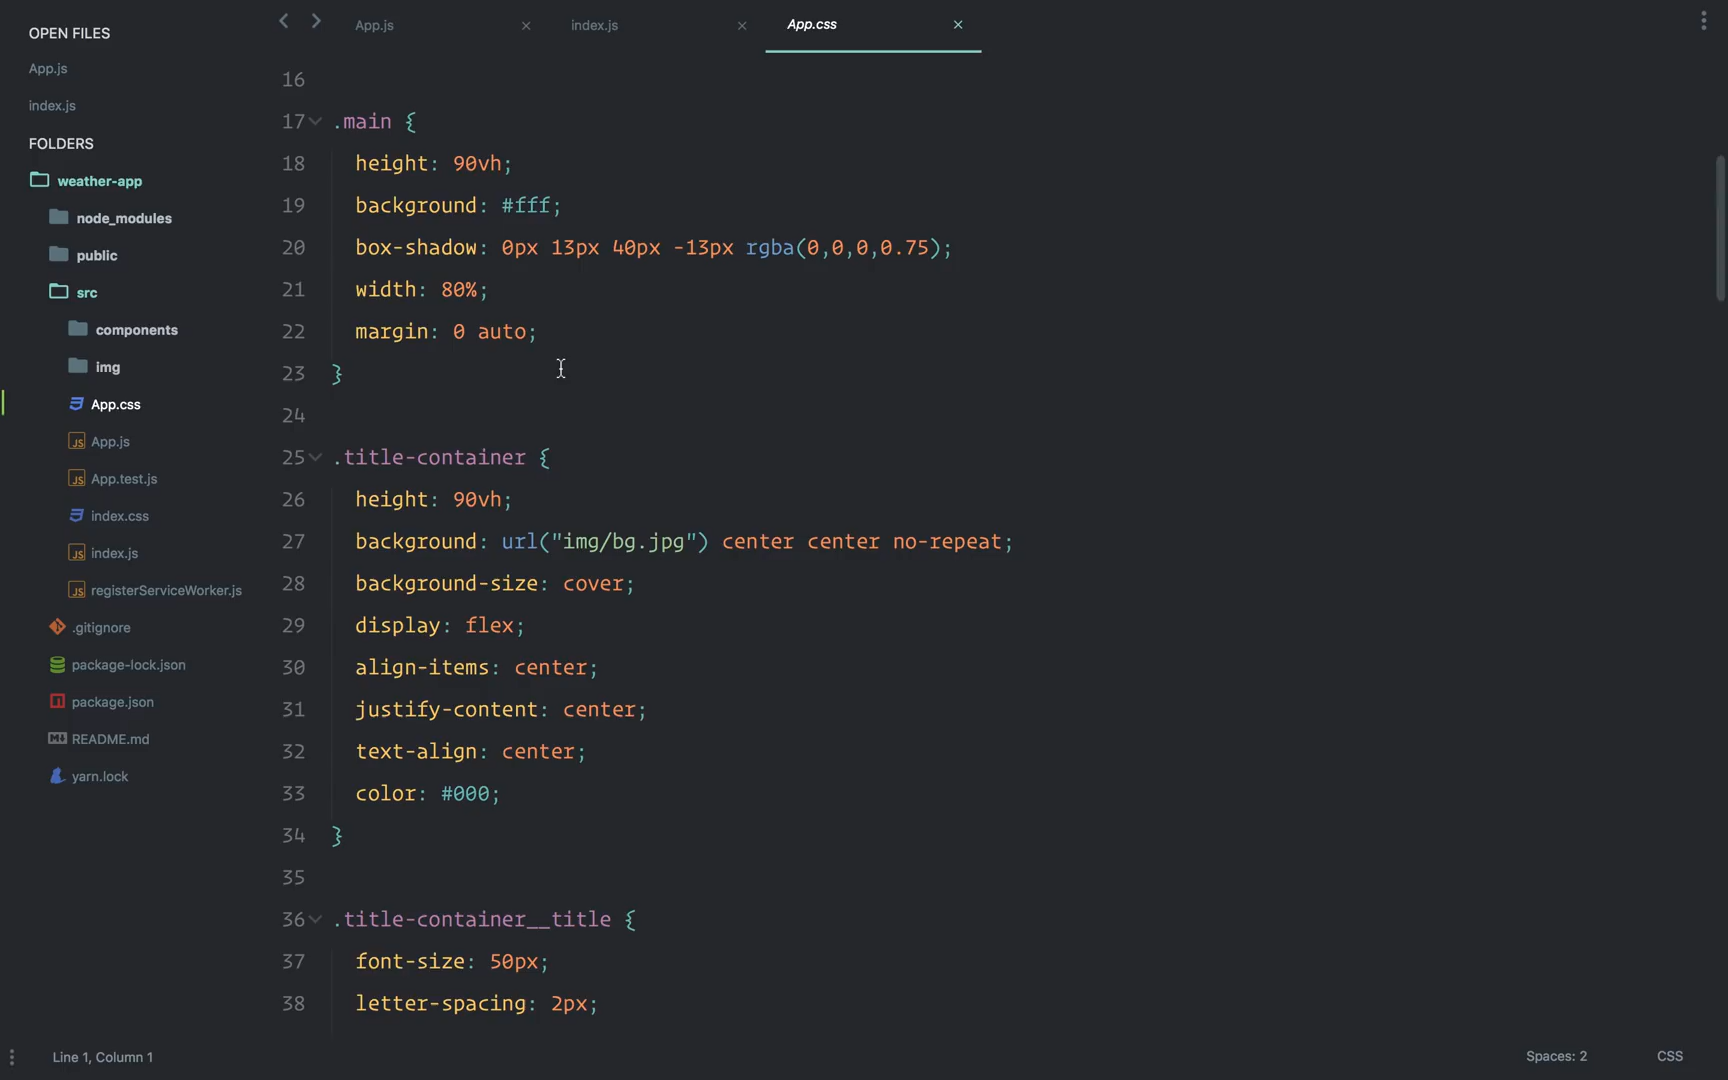 OPEN FILES
App.js
index.js
FOLDERS
weather-app
node_modules
public
src
components
img
App.css
App.js
App.test.js
index.css
index.js
registerServiceWorker.js
.gitignore
package-lock.json
package.json
README.md
yarn.lock
App.js
index.js
App.css
16
17 .main {
18 height: 90vh;
19 background: #fff;
20 box-shadow: 0px 13px 40px -13px rgba(0,0,0,0.75);
21 width: 80%;
22 margin: 0 auto;
23 }
24
25 .title-container {
26 height: 90vh;
27 background: url("img/bg.jpg") center center no-repeat;
28 background-size: cover;
29 display: flex;
30 align-items: center;
31 justify-content: center;
32 text-align: center;
33 color: #000;
34 }
35
36 .title-container__title {
37 font-size: 50px;
38 letter-spacing: 2px;
Line 1, Column 1
Spaces: 2
CSS